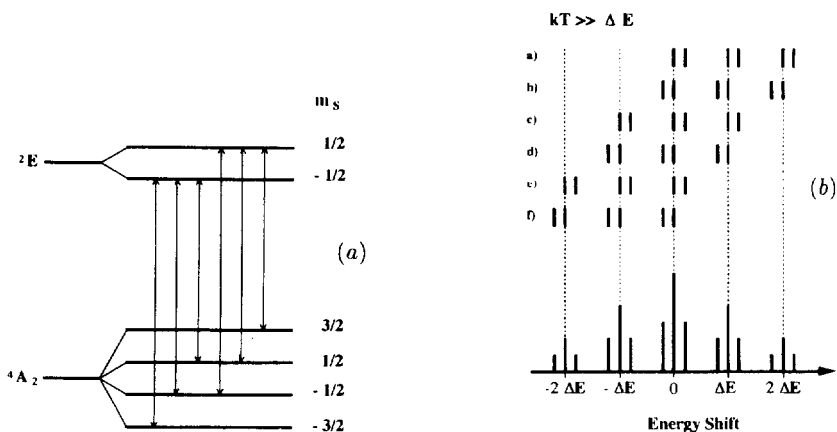 m s
1/2
²E
- 1/2
(a)
3/2
1/2
⁴A ₂
- 1/2
- 3/2
kT >> Δ E
a)
b)
c)
d)
e)
f)
(b)
-2 ΔE
- ΔE
0
ΔE
2 ΔE
Energy Shift